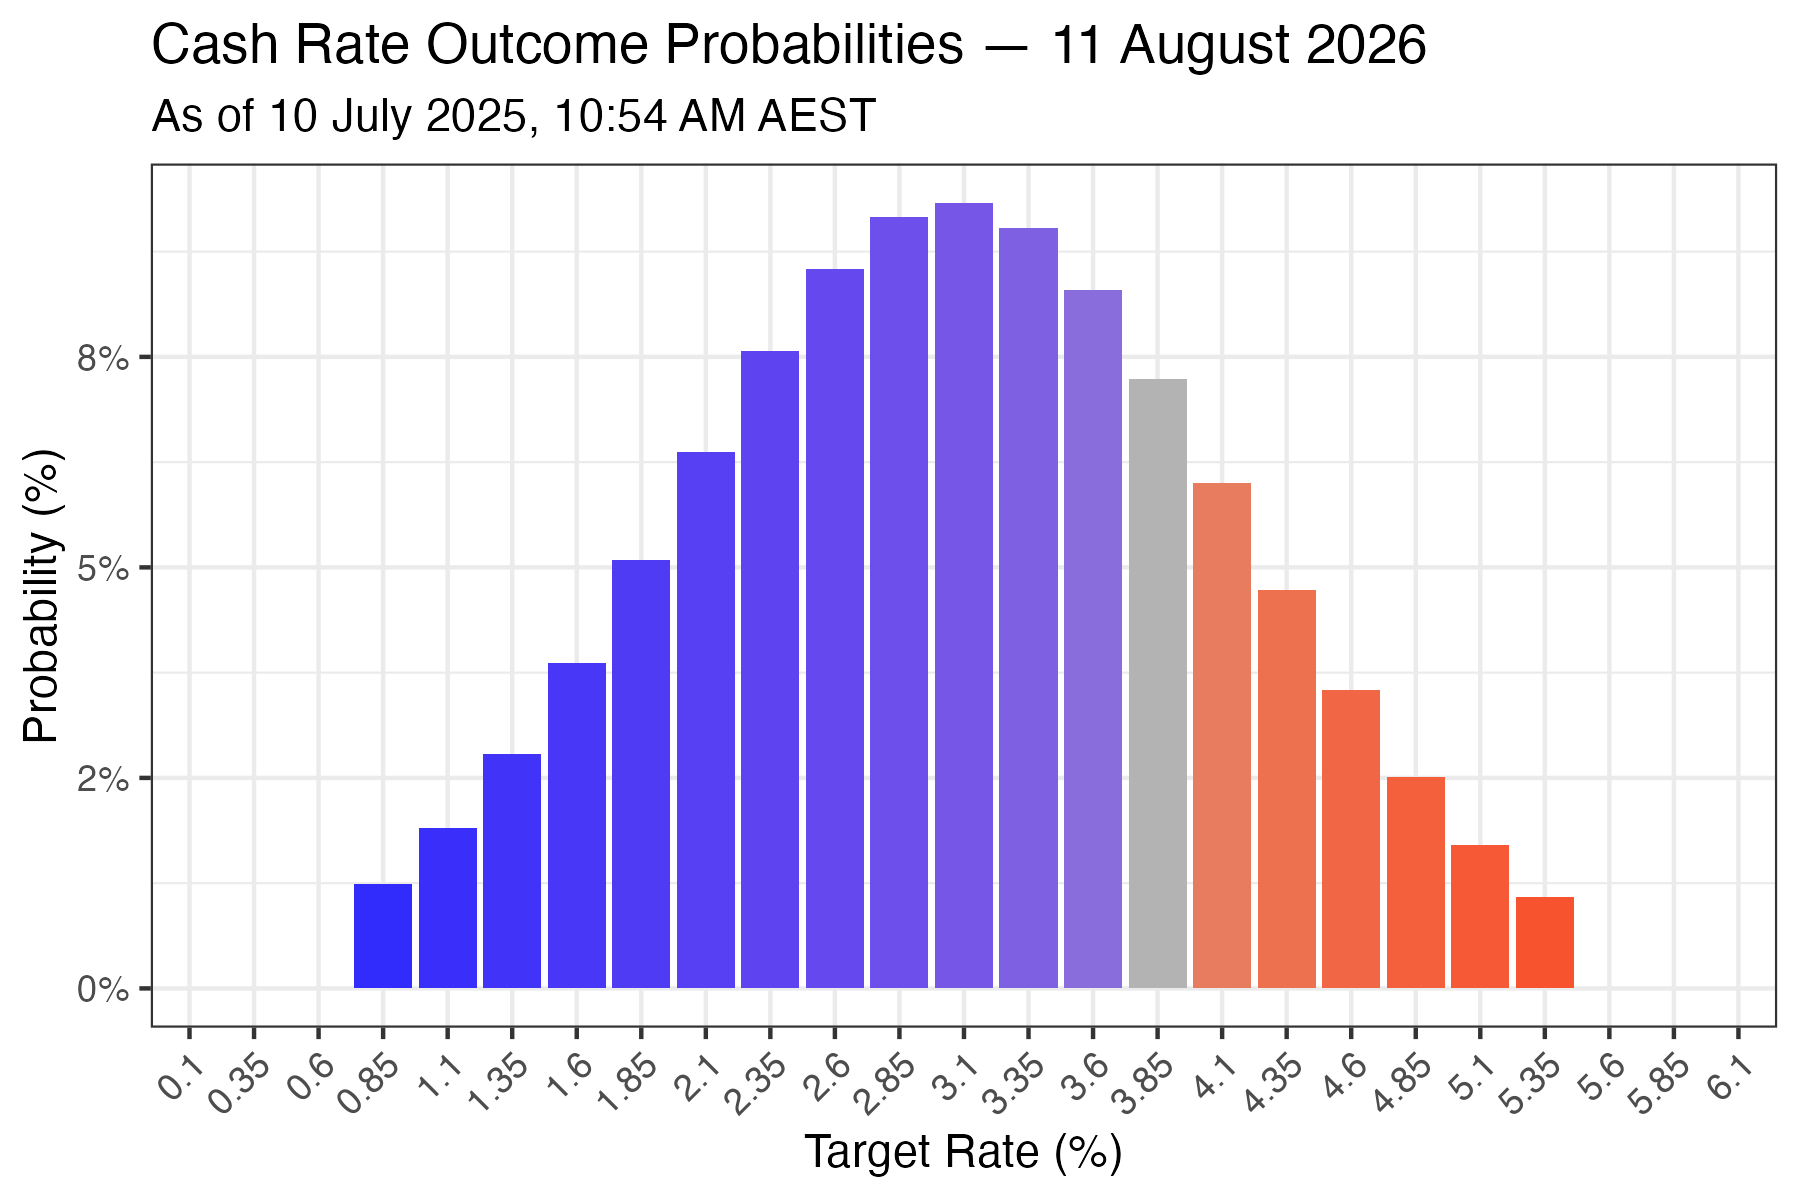 Cash Rate Outcome Probabilities — 11 August 2026
As of 10 July 2025, 10:54 AM AEST
Probability (%)
8%
5%
2%
0%
0.1 0.35 0.6 0.85 1.1 1.35 1.6 1.85 2.1 2.35 2.6 2.85 3.1 3.35 3.6 3.85 4.1 4.35 4.6 4.85 5.1 5.35 5.6 5.85 6.1
Target Rate (%)